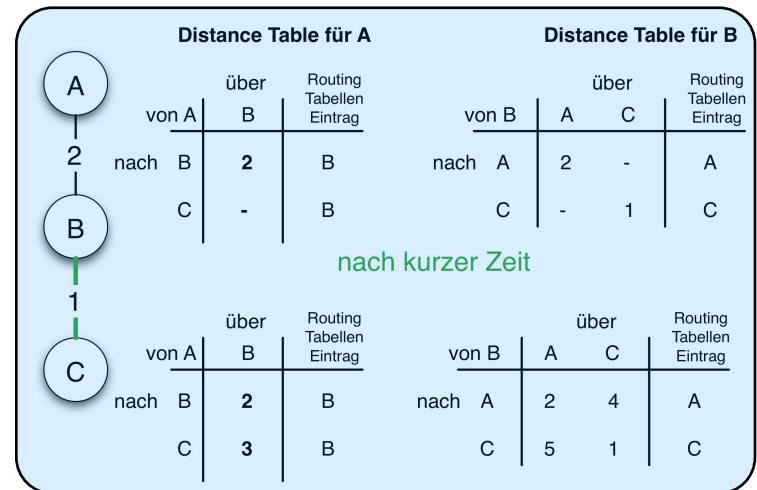 Distance Table für A
Distance Table für B
A
2
B
1
C
über
Routing
Tabellen
Eintrag
von A B
nach B 2 B
C - B
über
Routing
Tabellen
Eintrag
von B A C
nach A 2 - A
C - 1 C
nach kurzer Zeit
über
Routing
Tabellen
Eintrag
von A B
nach B 2 B
C 3 B
über
Routing
Tabellen
Eintrag
von B A C
nach A 2 4 A
C 5 1 C